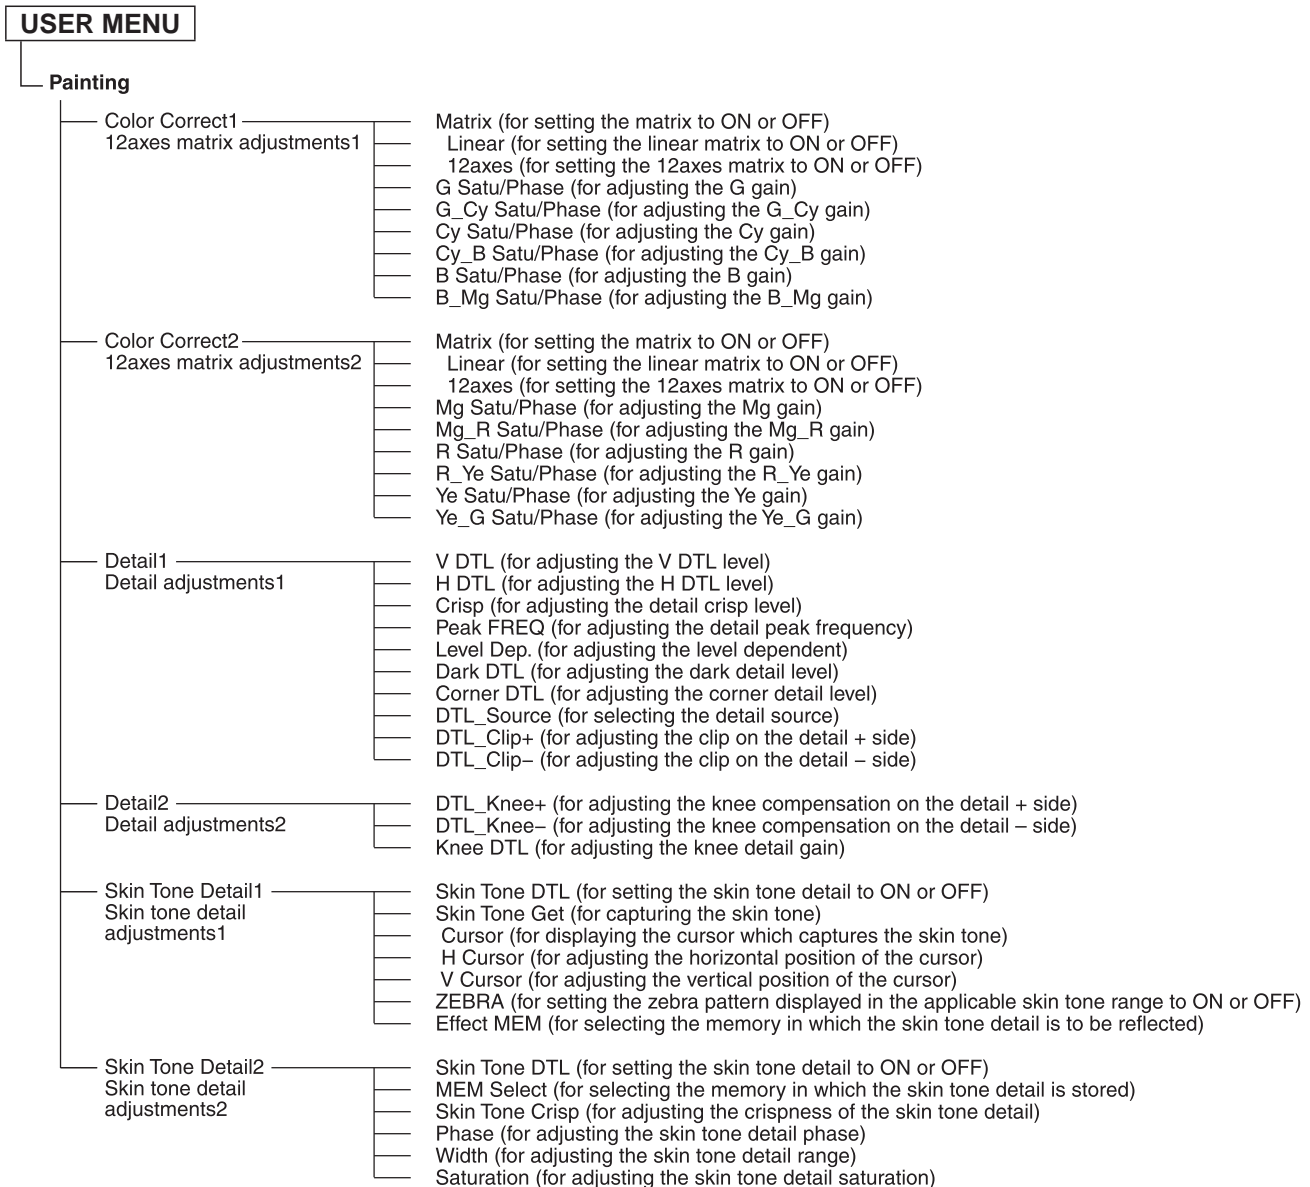 USER MENU
Painting
Color Correct1
12axes matrix adjustments1
Matrix (for setting the matrix to ON or OFF)
Linear (for setting the linear matrix to ON or OFF)
12axes (for setting the 12axes matrix to ON or OFF)
G Satu/Phase (for adjusting the G gain)
G_Cy Satu/Phase (for adjusting the G_Cy gain)
Cy Satu/Phase (for adjusting the Cy gain)
Cy_B Satu/Phase (for adjusting the Cy_B gain)
B Satu/Phase (for adjusting the B gain)
B_Mg Satu/Phase (for adjusting the B_Mg gain)
Color Correct2
12axes matrix adjustments2
Matrix (for setting the matrix to ON or OFF)
Linear (for setting the linear matrix to ON or OFF)
12axes (for setting the 12axes matrix to ON or OFF)
Mg Satu/Phase (for adjusting the Mg gain)
Mg_R Satu/Phase (for adjusting the Mg_R gain)
R Satu/Phase (for adjusting the R gain)
R_Ye Satu/Phase (for adjusting the R_Ye gain)
Ye Satu/Phase (for adjusting the Ye gain)
Ye_G Satu/Phase (for adjusting the Ye_G gain)
Detail1
Detail adjustments1
V DTL (for adjusting the V DTL level)
H DTL (for adjusting the H DTL level)
Crisp (for adjusting the detail crisp level)
Peak FREQ (for adjusting the detail peak frequency)
Level Dep. (for adjusting the level dependent)
Dark DTL (for adjusting the dark detail level)
Corner DTL (for adjusting the corner detail level)
DTL_Source (for selecting the detail source)
DTL_Clip+ (for adjusting the clip on the detail + side)
DTL_Clip− (for adjusting the clip on the detail − side)
Detail2
Detail adjustments2
DTL_Knee+ (for adjusting the knee compensation on the detail + side)
DTL_Knee− (for adjusting the knee compensation on the detail – side)
Knee DTL (for adjusting the knee detail gain)
Skin Tone Detail1
Skin tone detail
adjustments1
Skin Tone DTL (for setting the skin tone detail to ON or OFF)
Skin Tone Get (for capturing the skin tone)
Cursor (for displaying the cursor which captures the skin tone)
H Cursor (for adjusting the horizontal position of the cursor)
V Cursor (for adjusting the vertical position of the cursor)
ZEBRA (for setting the zebra pattern displayed in the applicable skin tone range to ON or OFF)
Effect MEM (for selecting the memory in which the skin tone detail is to be reflected)
Skin Tone Detail2
Skin tone detail
adjustments2
Skin Tone DTL (for setting the skin tone detail to ON or OFF)
MEM Select (for selecting the memory in which the skin tone detail is stored)
Skin Tone Crisp (for adjusting the crispness of the skin tone detail)
Phase (for adjusting the skin tone detail phase)
Width (for adjusting the skin tone detail range)
Saturation (for adjusting the skin tone detail saturation)